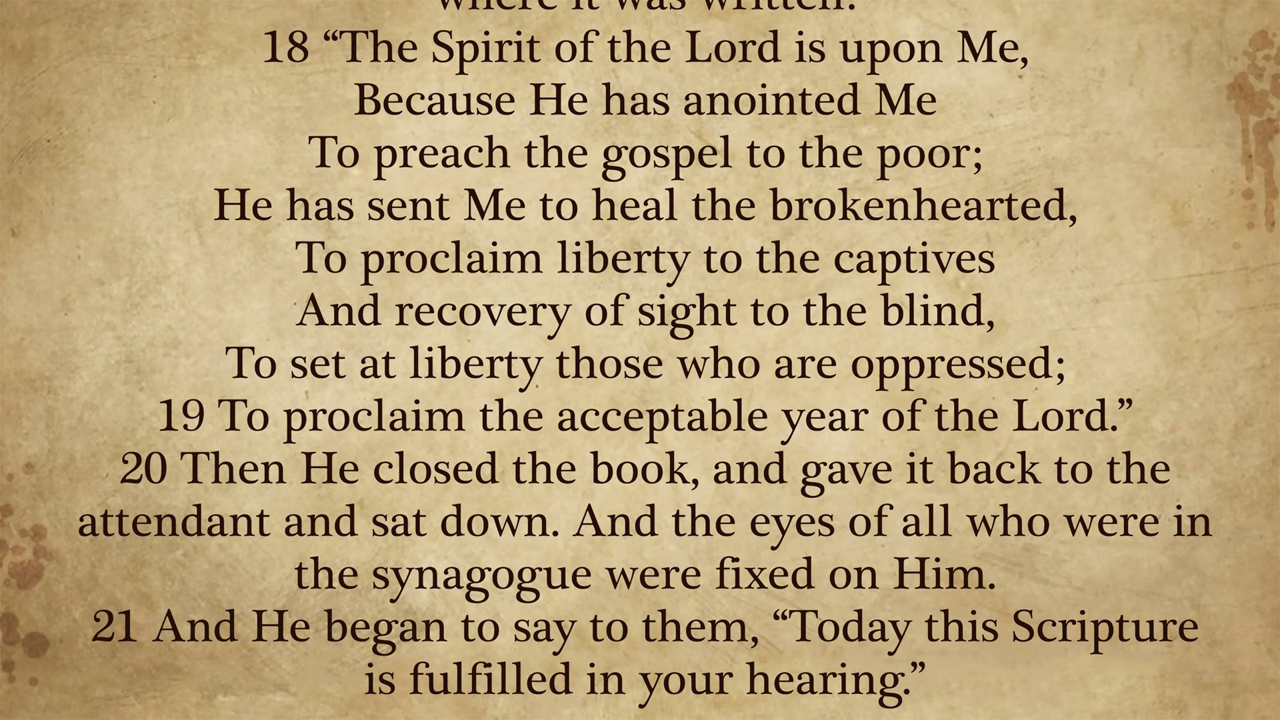 where it was written:
18 “The Spirit of the Lord is upon Me,
Because He has anointed Me
To preach the gospel to the poor;
He has sent Me to heal the brokenhearted,
To proclaim liberty to the captives
And recovery of sight to the blind,
To set at liberty those who are oppressed;
19 To proclaim the acceptable year of the Lord.”
20 Then He closed the book, and gave it back to the
attendant and sat down. And the eyes of all who were in
the synagogue were fixed on Him.
21 And He began to say to them, “Today this Scripture
is fulfilled in your hearing.”